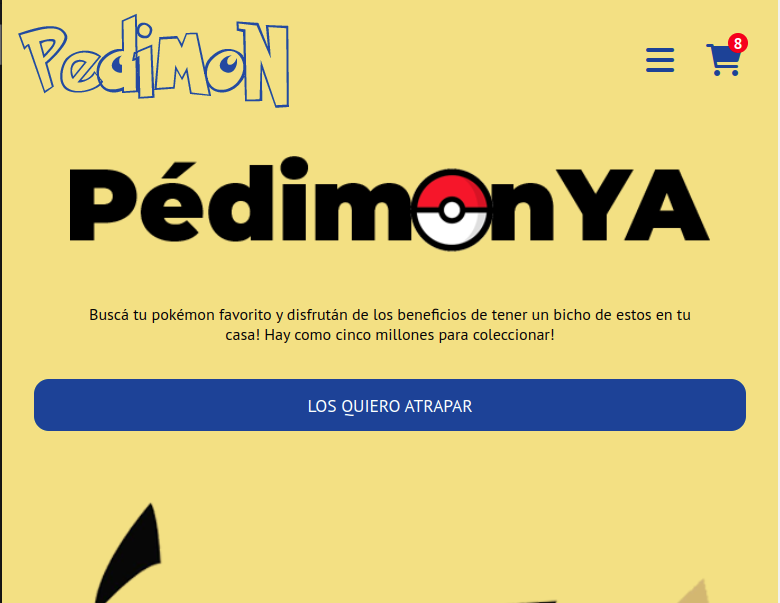 PediMoN
8
PédimonYA
Buscá tu pokémon favorito y disfrután de los beneficios de tener un bicho de estos en tu
casa! Hay como cinco millones para coleccionar!
LOS QUIERO ATRAPAR